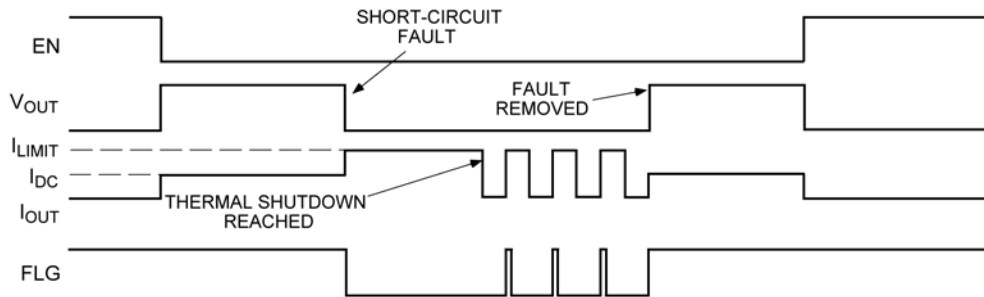 SHORT-CIRCUIT
FAULT
EN
FAULT
REMOVED
VOUT
ILIMIT
IDC
THERMAL SHUTDOWN
REACHED
IOUT
FLG